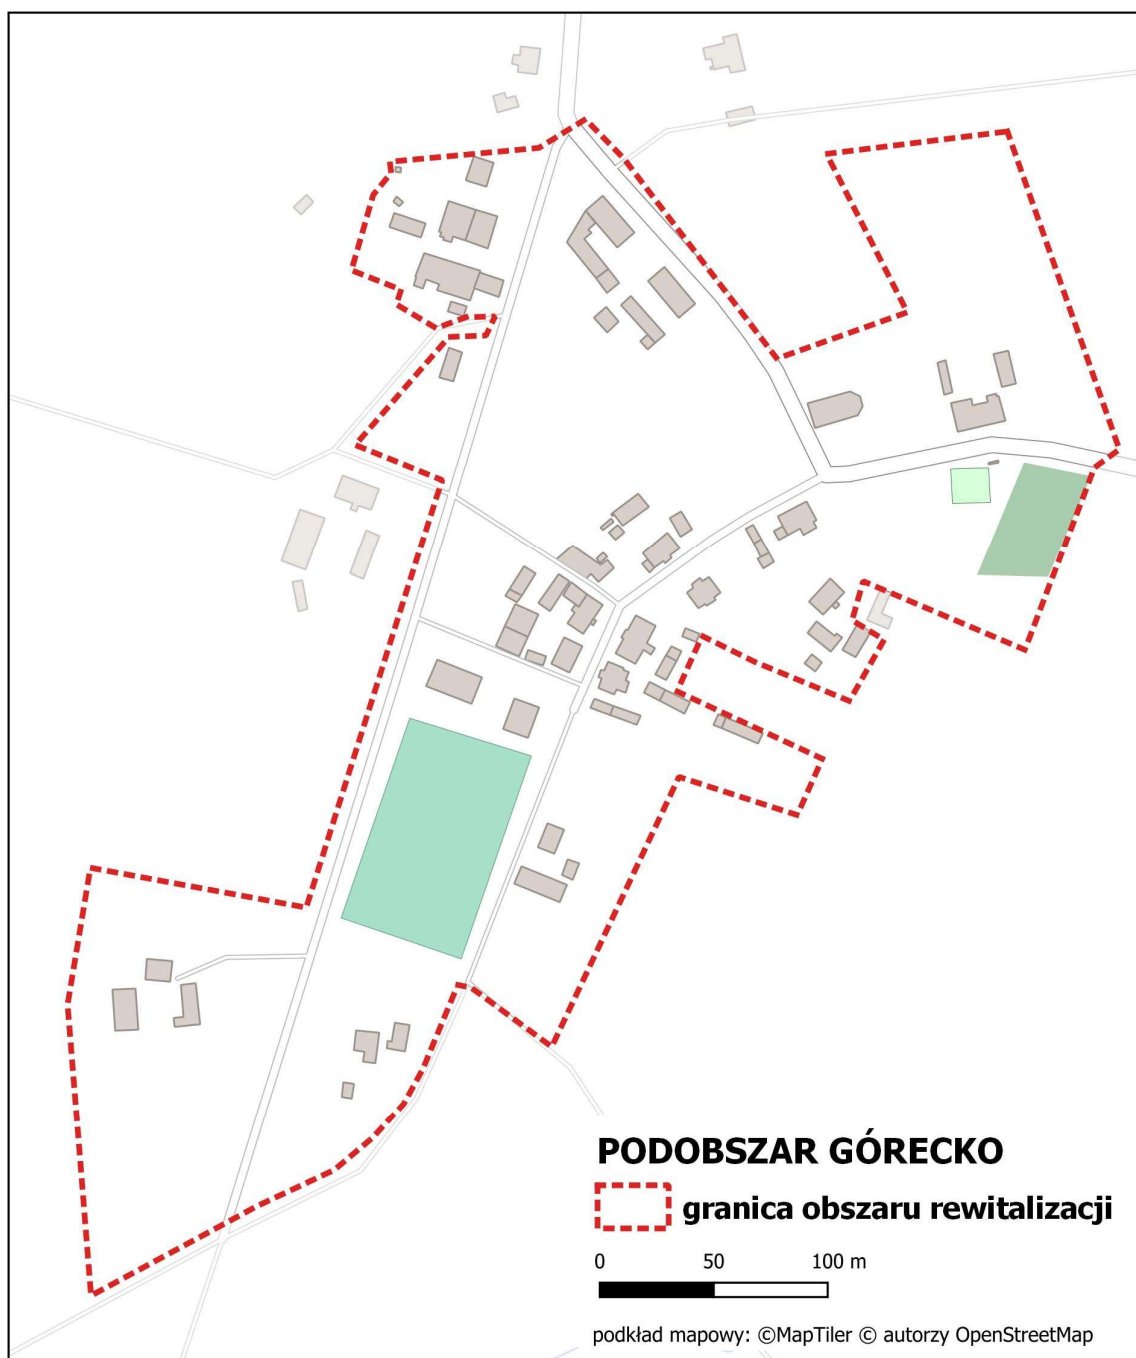 PODOBSZAR GÓRECKO
granica obszaru rewitalizacji
0 50 100 m
podkład mapowy: ©MapTiler © autorzy OpenStreetMap